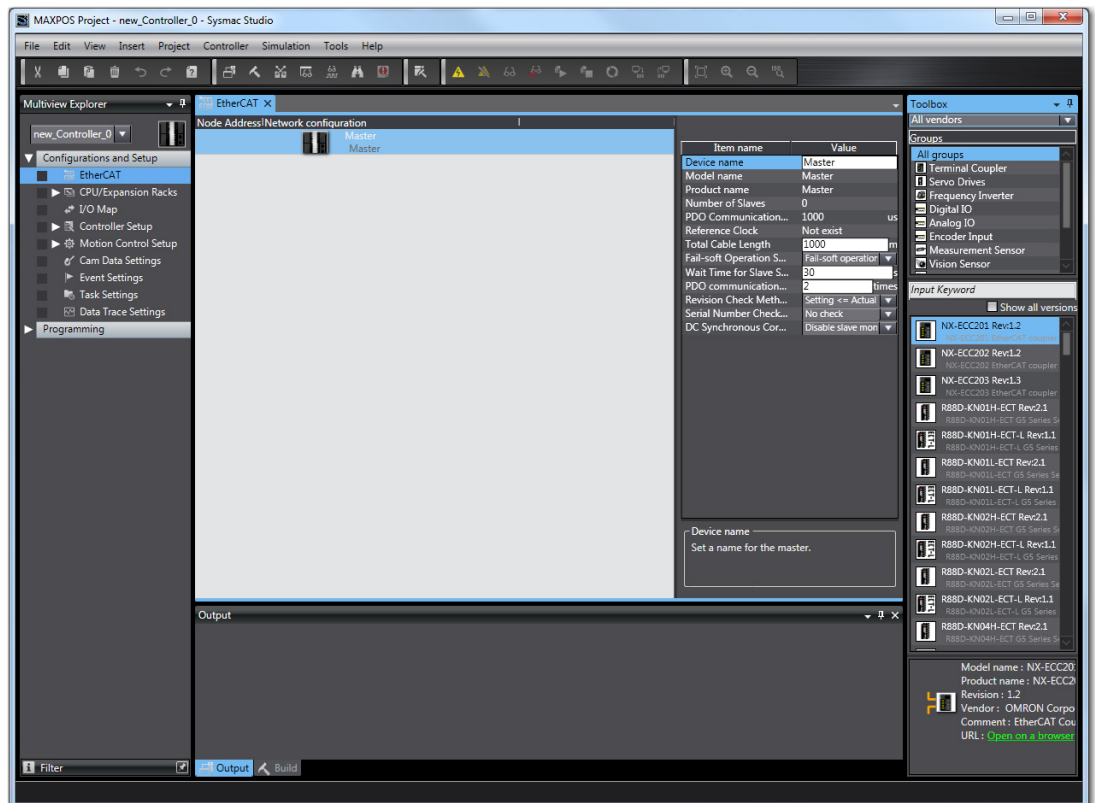 MAXPOS Project - new_Controller_0 - Sysmac Studio
File Edit View Insert Project Controller Simulation Tools Help
Multiview Explorer
new_Controller_0
Configurations and Setup
EtherCAT
CPU/Expansion Racks
I/O Map
Controller Setup
Motion Control Setup
Cam Data Settings
Event Settings
Task Settings
Data Trace Settings
Programming
Filter
EtherCAT
Node Address Network configuration
Master
Master
Item name Value
Device name Master
Model name Master
Product name Master
Number of Slaves 0
PDO Communication... 1000 us
Reference Clock Not exist
Total Cable Length 1000 m
Fail-soft Operation S... Fail-soft operation
Wait Time for Slave S... 30 s
PDO communication... 2 times
Revision Check Meth... Setting <= Actual
Serial Number Check... No check
DC Synchronous Cor... Disable slave mon
Device name
Set a name for the master.
Output
Output Build
Toolbox
All vendors
Groups
All groups
Terminal Coupler
Servo Drives
Frequency Inverter
Digital IO
Analog IO
Encoder Input
Measurement Sensor
Vision Sensor
Input Keyword
Show all versions
NX-ECC201 Rev:1.2
NX-ECC201 EtherCAT coupler
NX-ECC202 Rev:1.2
NX-ECC202 EtherCAT coupler
NX-ECC203 Rev:1.3
NX-ECC203 EtherCAT coupler
R88D-KN01H-ECT Rev:2.1
R88D-KN01H-ECT G5 Series S
R88D-KN01H-ECT-L Rev:1.1
R88D-KN01H-ECT-L G5 Series
R88D-KN01L-ECT Rev:2.1
R88D-KN01L-ECT G5 Series Se
R88D-KN01L-ECT-L Rev:1.1
R88D-KN01L-ECT-L G5 Series
R88D-KN02H-ECT Rev:2.1
R88D-KN02H-ECT G5 Series S
R88D-KN02H-ECT-L Rev:1.1
R88D-KN02H-ECT-L G5 Series
R88D-KN02L-ECT Rev:2.1
R88D-KN02L-ECT G5 Series Se
R88D-KN02L-ECT-L Rev:1.1
R88D-KN02L-ECT-L G5 Series
R88D-KN04H-ECT Rev:2.1
R88D-KN04H-ECT G5 Series S
Model name : NX-ECC20
Product name : NX-ECC2
Revision : 1.2
Vendor : OMRON Corpo
Comment : EtherCAT Cou
URL : Open on a browser